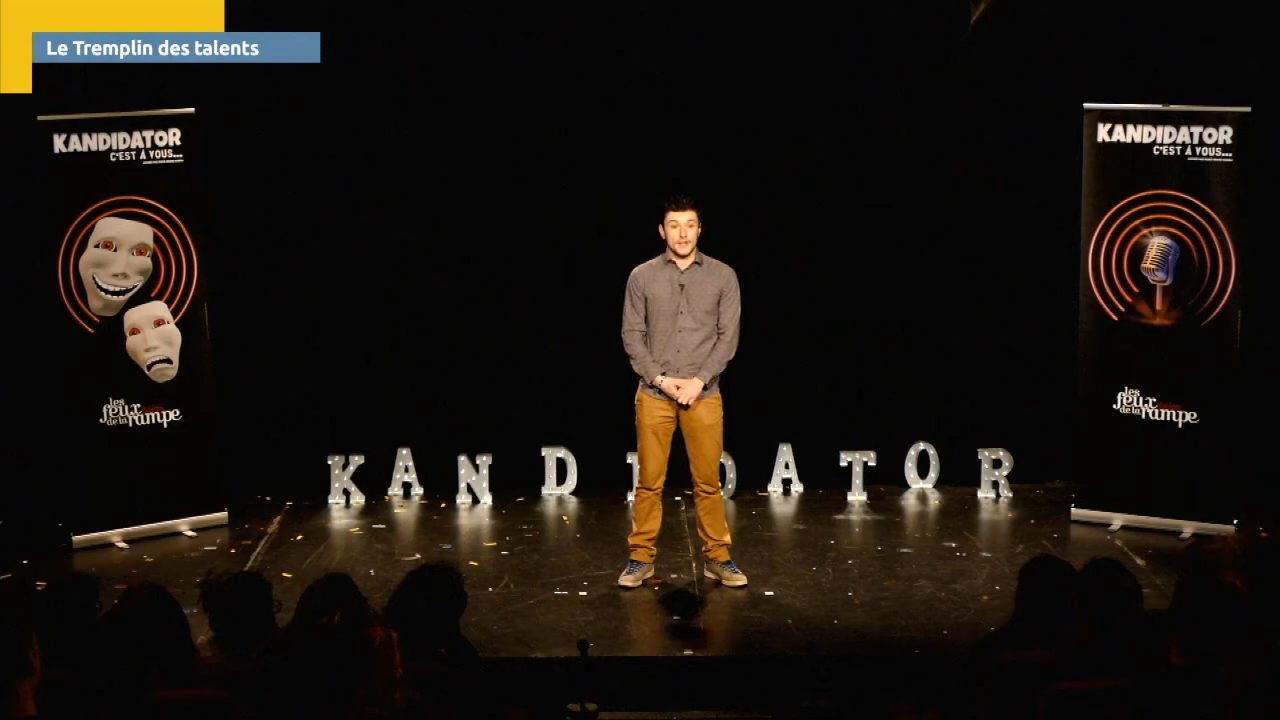 Le Tremplin des talents
KANDIDATOR
C'EST À VOUS...
les
feux
de la rampe
KANDIDATOR
C'EST À VOUS...
les
feux
de la rampe
KANDIDATOR